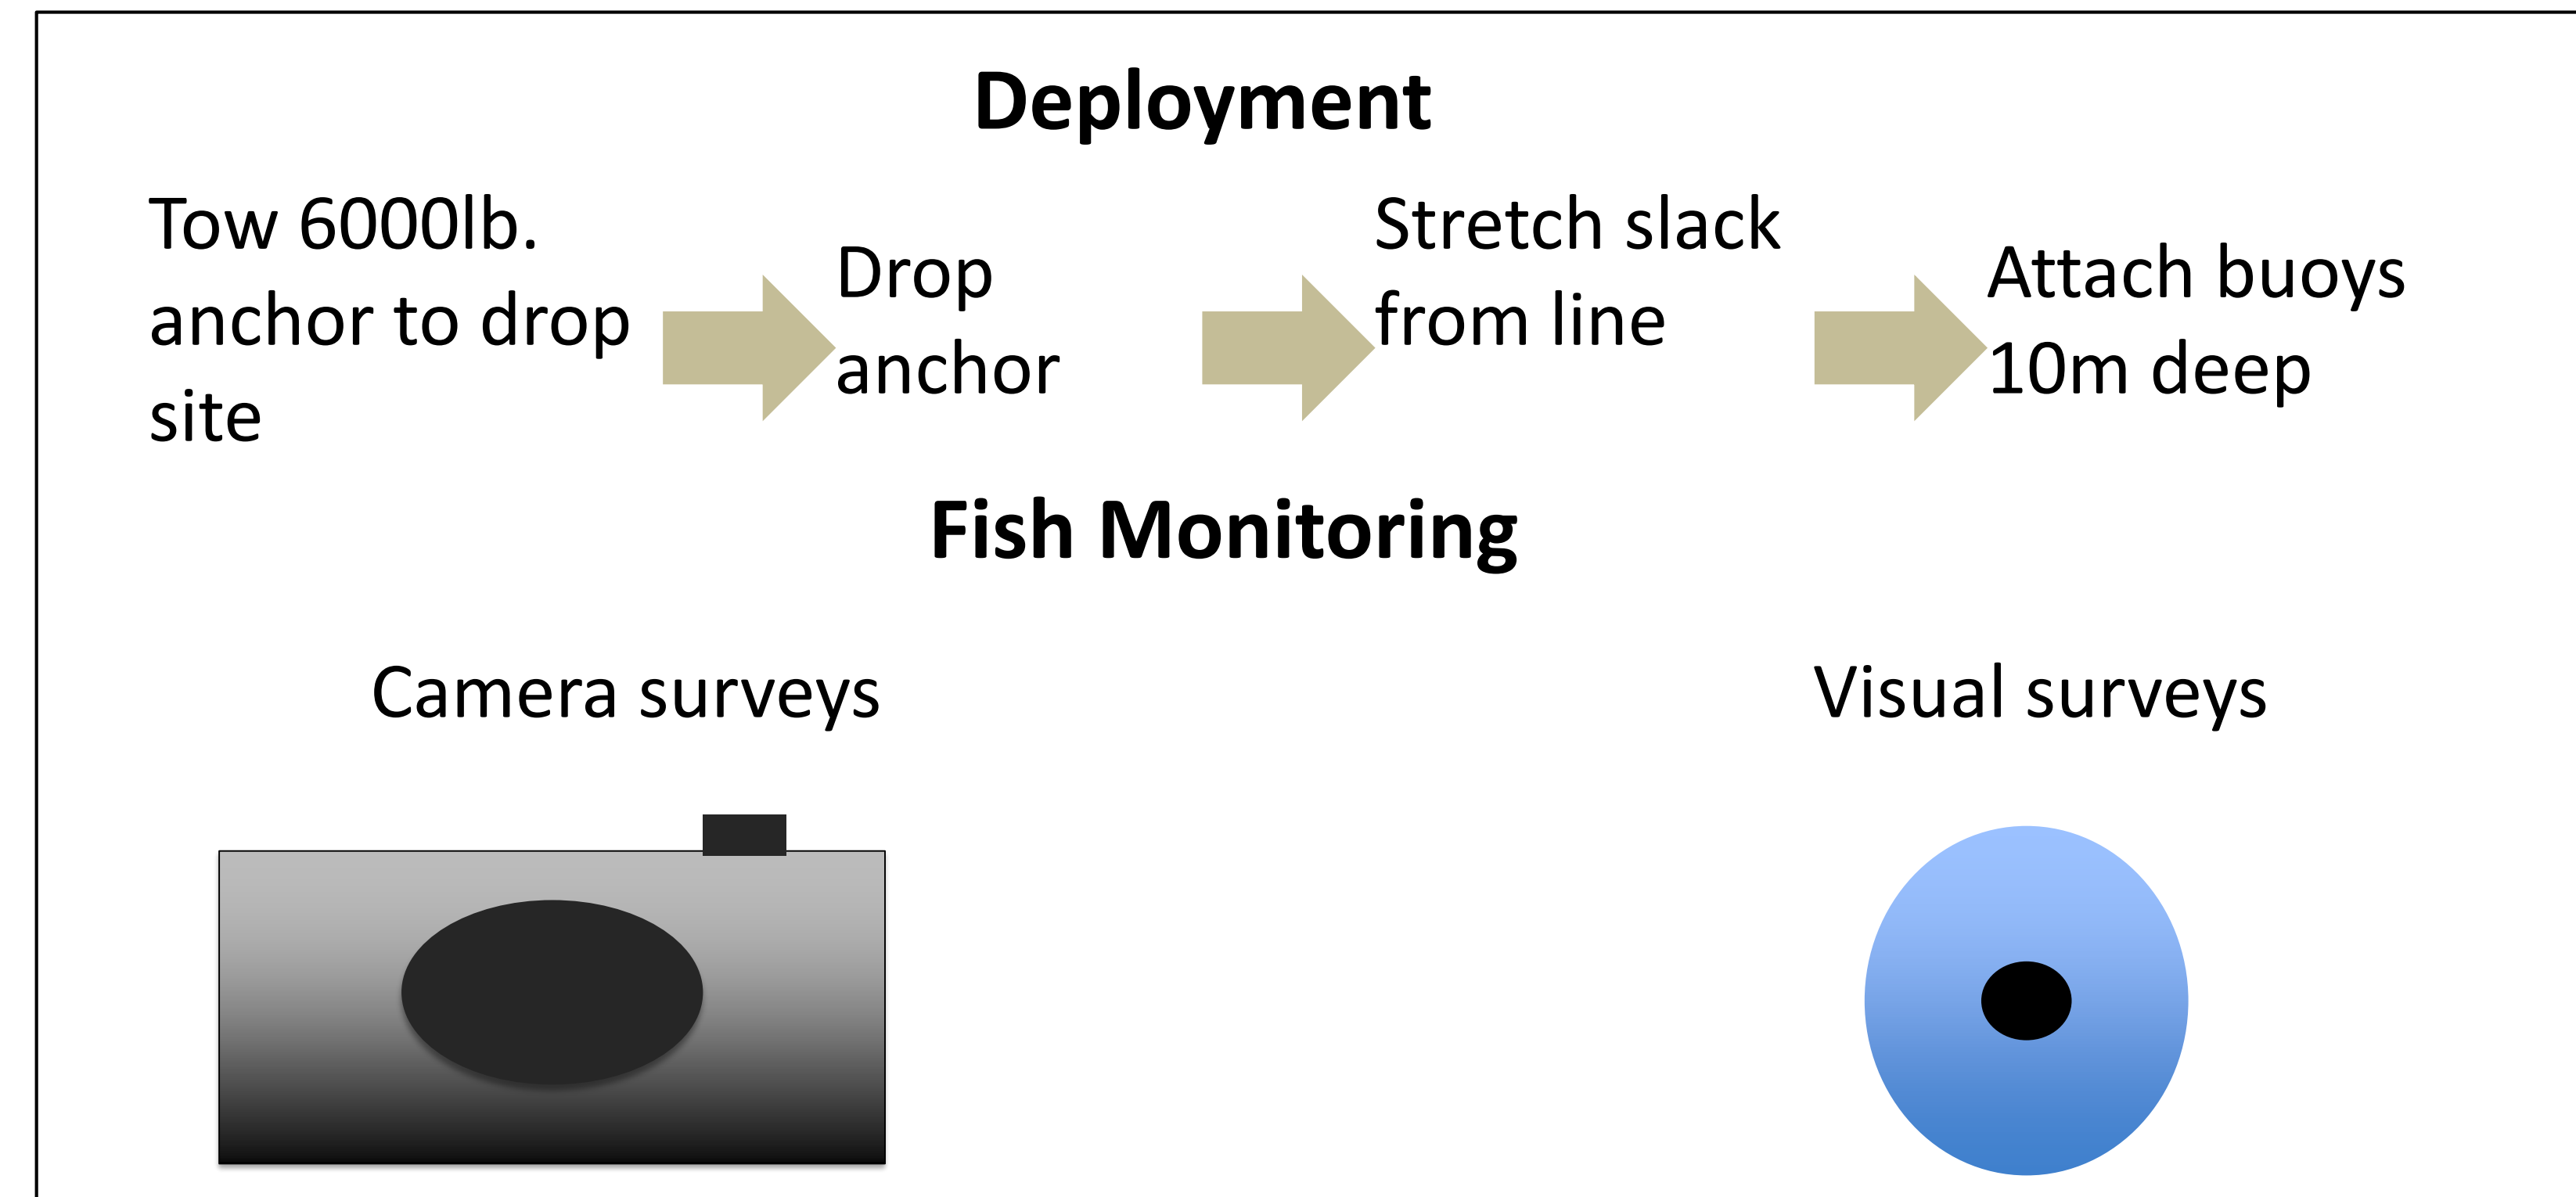 Deployment
Tow 6000lb.
anchor to drop
site
Drop
anchor
Stretch slack
from line
Attach buoys
10m deep
Fish Monitoring
Camera surveys
Visual surveys